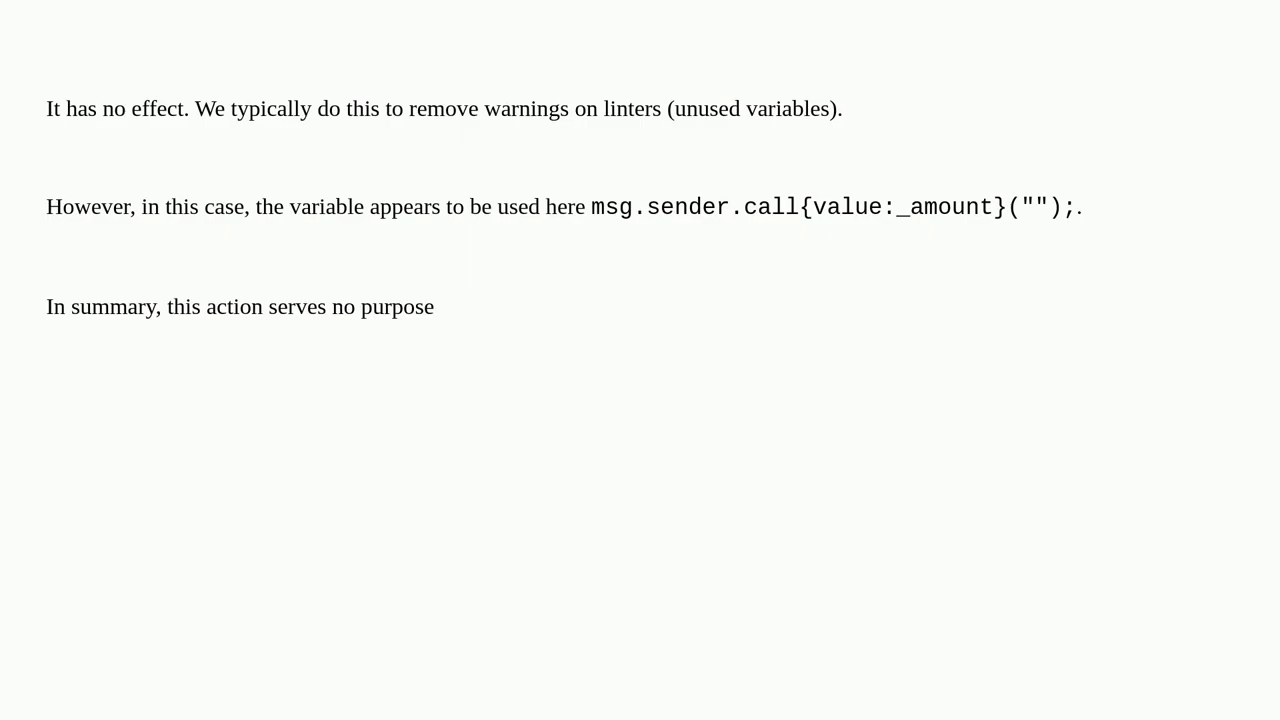 It has no effect. We typically do this to remove warnings on linters (unused variables).
However, in this case, the variable appears to be used here msg.sender.call{value:_amount}("");.
In summary, this action serves no purpose